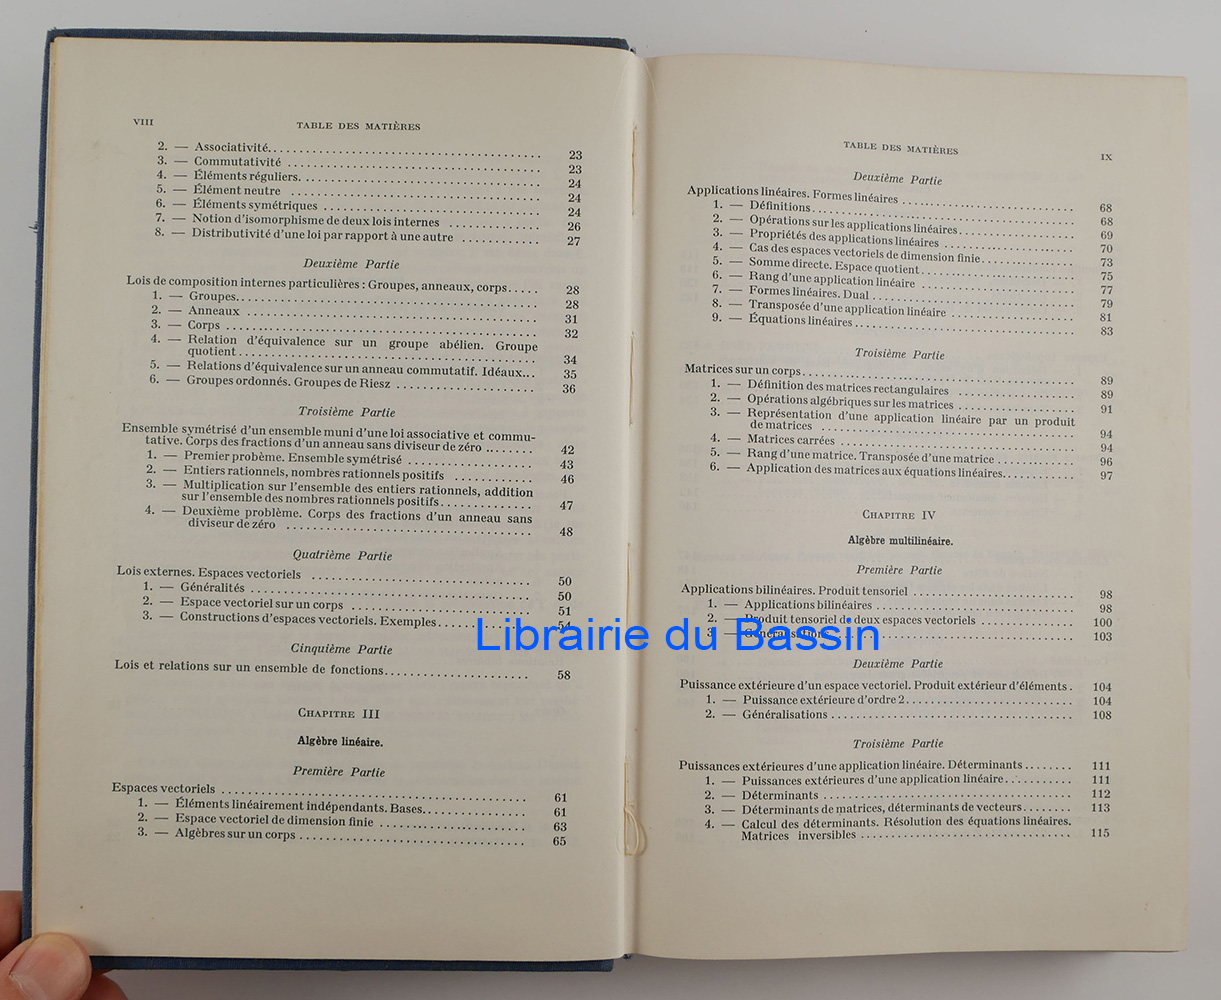 VIII
TABLE DES MATIÈRES
2. — Associativité........ 23
3. — Commutativité ........ 23
4. — Éléments réguliers. ........ 24
5. — Élément neutre ........ 24
6. — Éléments symétriques ........ 24
7. — Notion d'isomorphisme de deux lois internes ........ 26
8. — Distributivité d'une loi par rapport à une autre ........ 27
Deuxième Partie
Lois de composition internes particulières : Groupes, anneaux, corps..... 28
1. — Groupes........ 28
2. — Anneaux ........ 31
3. — Corps ........ 32
4. — Relation d'équivalence sur un groupe abélien. Groupe
quotient ........ 34
5. — Relations d'équivalence sur un anneau commutatif. Idéaux... 35
6. — Groupes ordonnés. Groupes de Riesz ........ 36
Troisième Partie
Ensemble symétrisé d'un ensemble muni d'une loi associative et commu-
tative. Corps des fractions d'un anneau sans diviseur de zéro ........ 42
1. — Premier probème. Ensemble symétrisé ........ 43
2. — Entiers rationnels, nombres rationnels positifs ........ 46
3. — Multiplication sur l'ensemble des entiers rationnels, addition
sur l'ensemble des nombres rationnels positifs........ 47
4. — Deuxième problème. Corps des fractions d'un anneau sans
diviseur de zéro ........ 48
Quatrième Partie
Lois externes. Espaces vectoriels ........ 50
1. — Généralités ........ 50
2. — Espace vectoriel sur un corps ........ 51
3. — Constructions d'espaces vectoriels. Exemples........ 54
Cinquième Partie
Lois et relations sur un ensemble de fonctions........ 58
CHAPITRE III
Algèbre linéaire.
Première Partie
Espaces vectoriels ........ 61
1. — Éléments linéairement indépendants. Bases........ 61
2. — Espace vectoriel de dimension finie ........ 63
3. — Algèbres sur un corps ........ 65
TABLE DES MATIÈRES
IX
Deuxième Partie
Applications linéaires. Formes linéaires ........ 68
1. — Définitions........ 68
2. — Opérations sur les applications linéaires........ 69
3. — Propriétés des applications linéaires ........ 70
4. — Cas des espaces vectoriels de dimension finie........ 73
5. — Somme directe. Espace quotient ........ 75
6. — Rang d'une application linéaire ........ 77
7. — Formes linéaires. Dual ........ 79
8. — Transposée d'une application linéaire ........ 81
9. — Équations linéaires ........ 83
Troisième Partie
Matrices sur un corps........ 89
1. — Définition des matrices rectangulaires ........ 89
2. — Opérations algébriques sur les matrices ........ 91
3. — Représentation d'une application linéaire par un produit
de matrices ........ 94
4. — Matrices carrées ........ 94
5. — Rang d'une matrice. Transposée d'une matrice ........ 96
6. — Application des matrices aux équations linéaires........ 97
CHAPITRE IV
Algèbre multilinéaire.
Première Partie
Applications bilinéaires. Produit tensoriel ........ 98
1. — Applications bilinéaires ........ 98
2. — Produit tensoriel de deux espaces vectoriels ........ 100
3. — Généralisations ........ 103
Librairie du Bassin
Deuxième Partie
Puissance extérieure d'un espace vectoriel. Produit extérieur d'éléments . 104
1. — Puissance extérieure d'ordre 2........ 104
2. — Généralisations ........ 108
Troisième Partie
Puissances extérieures d'une application linéaire. Déterminants ........ 111
1. — Puissances extérieures d'une application linéaire ........ 111
2. — Déterminants ........ 112
3. — Déterminants de matrices, déterminants de vecteurs........ 113
4. — Calcul des déterminants. Résolution des équations linéaires.
Matrices inversibles ........ 115